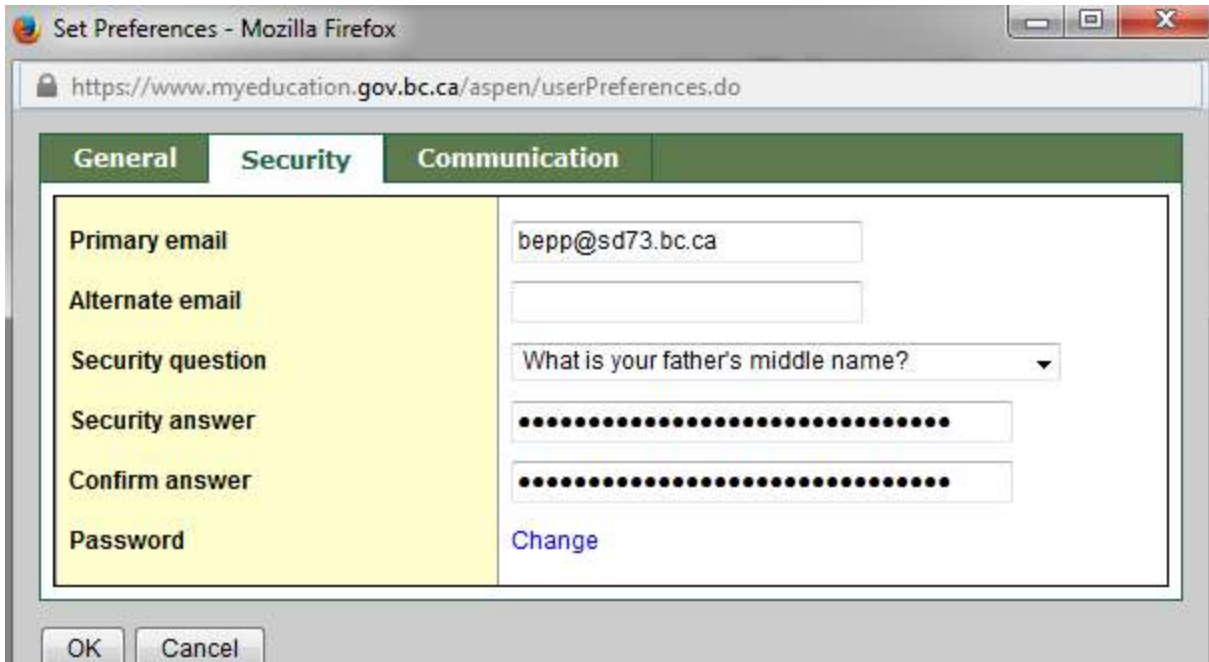 Set Preferences - Mozilla Firefox
https://www.myeducation.gov.bc.ca/aspen/userPreferences.do
General Security Communication
Primary email bepp@sd73.bc.ca
Alternate email
Security question What is your father's middle name?
Security answer •••••••••••••••••••••••••••••••
Confirm answer •••••••••••••••••••••••••••••••
Password Change
OK Cancel